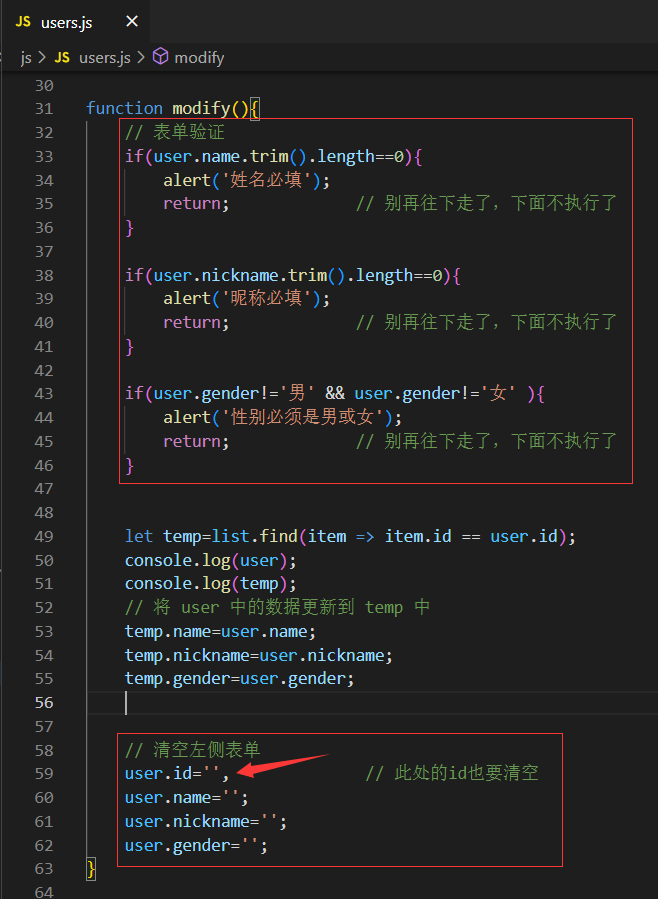 JS users.js ×
js > JS users.js > modify
30
31 function modify(){
32 // 表单验证
33 if(user.name.trim().length==0){
34 alert('姓名必填');
35 return; // 别再往下走了，下面不执行了
36 }
37
38 if(user.nickname.trim().length==0){
39 alert('昵称必填');
40 return; // 别再往下走了，下面不执行了
41 }
42
43 if(user.gender!='男' && user.gender!='女' ){
44 alert('性别必须是男或女');
45 return; // 别再往下走了，下面不执行了
46 }
47
48
49 let temp=list.find(item => item.id == user.id);
50 console.log(user);
51 console.log(temp);
52 // 将 user 中的数据更新到 temp 中
53 temp.name=user.name;
54 temp.nickname=user.nickname;
55 temp.gender=user.gender;
56
57
58 // 清空左侧表单
59 user.id='', // 此处的id也要清空
60 user.name='';
61 user.nickname='';
62 user.gender='';
63 }
64